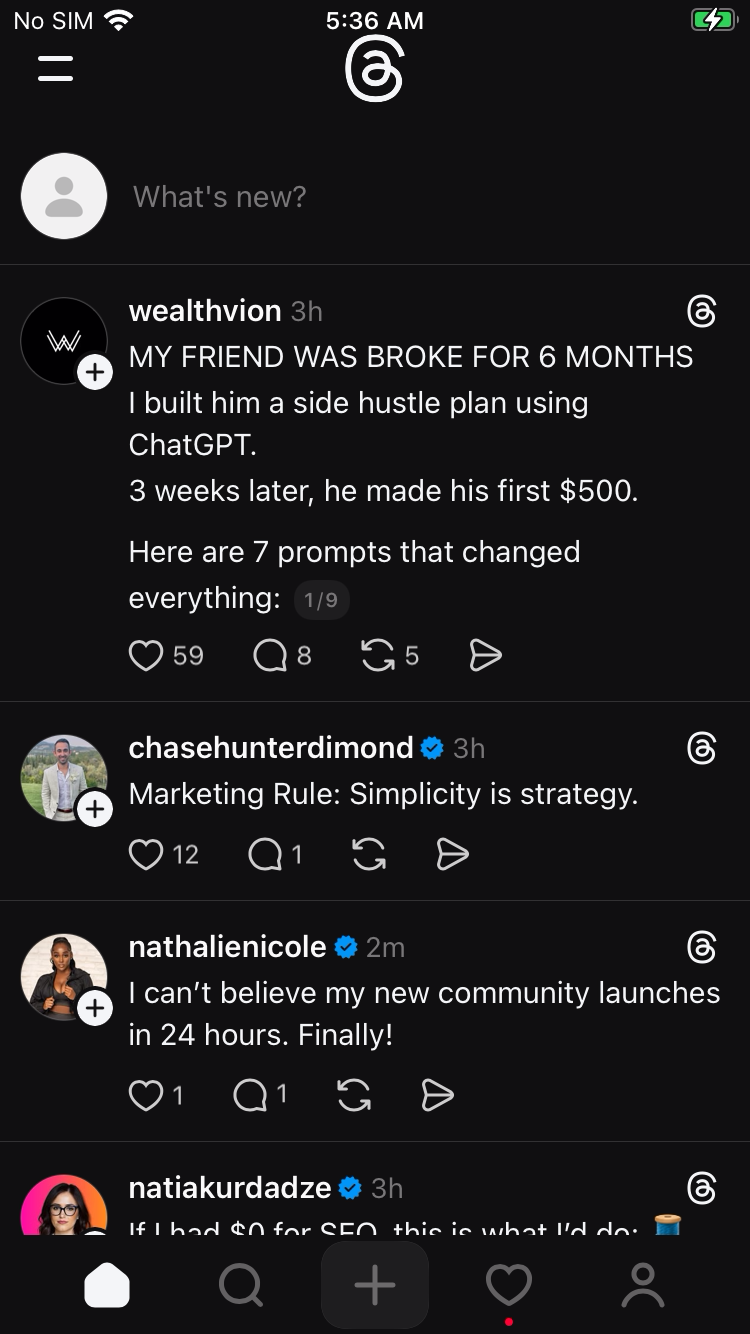 No SIM
5:36 AM
What's new?
wealthvion 3h
MY FRIEND WAS BROKE FOR 6 MONTHS
I built him a side hustle plan using
ChatGPT.
3 weeks later, he made his first $500.
Here are 7 prompts that changed
everything: 1/9
59 8 5
chasehunterdimond 3h
Marketing Rule: Simplicity is strategy.
12 1
nathalienicole 2m
I can’t believe my new community launches
in 24 hours. Finally!
1 1
natiakurdadze 3h
If I had $0 for SEO, this is what I’d do: 🧵